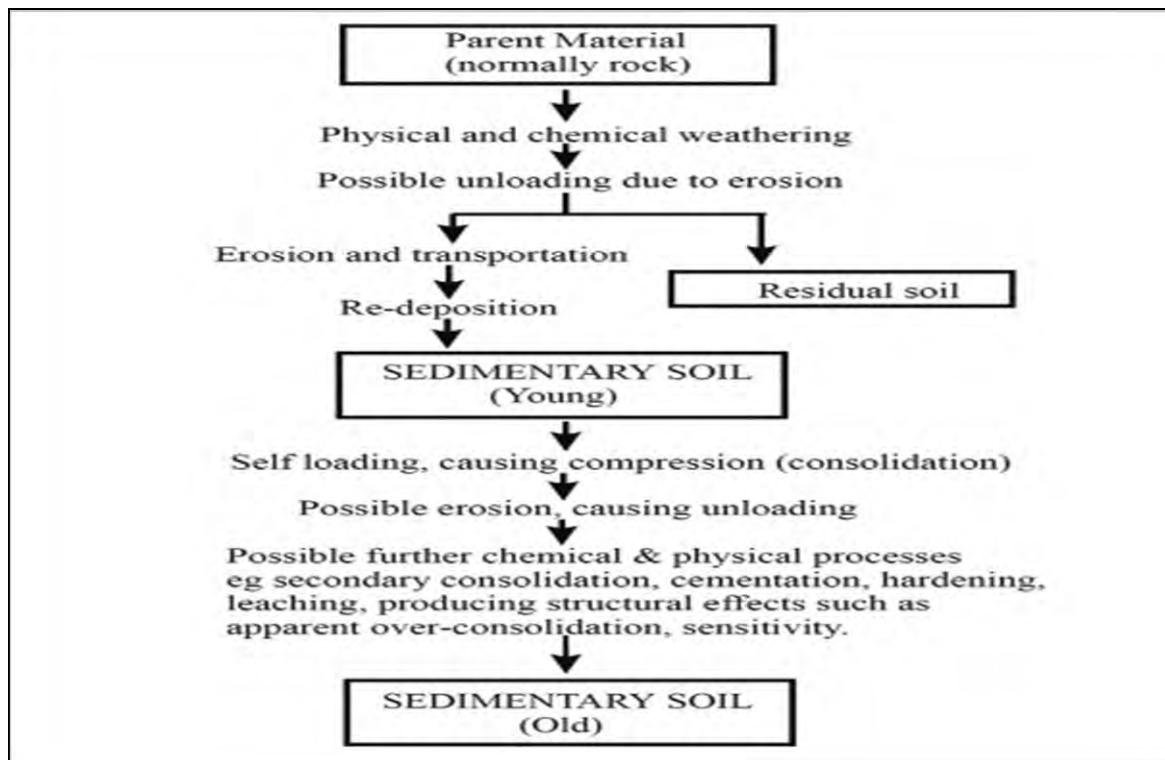 Parent Material
(normally rock)
Physical and chemical weathering
Possible unloading due to erosion
Erosion and transportation
Residual soil
Re-deposition
SEDIMENTARY SOIL
(Young)
Self loading, causing compression (consolidation)
Possible erosion, causing unloading
Possible further chemical & physical processes
eg secondary consolidation, cementation, hardening,
leaching, producing structural effects such as
apparent over-consolidation, sensitivity.
SEDIMENTARY SOIL
(Old)